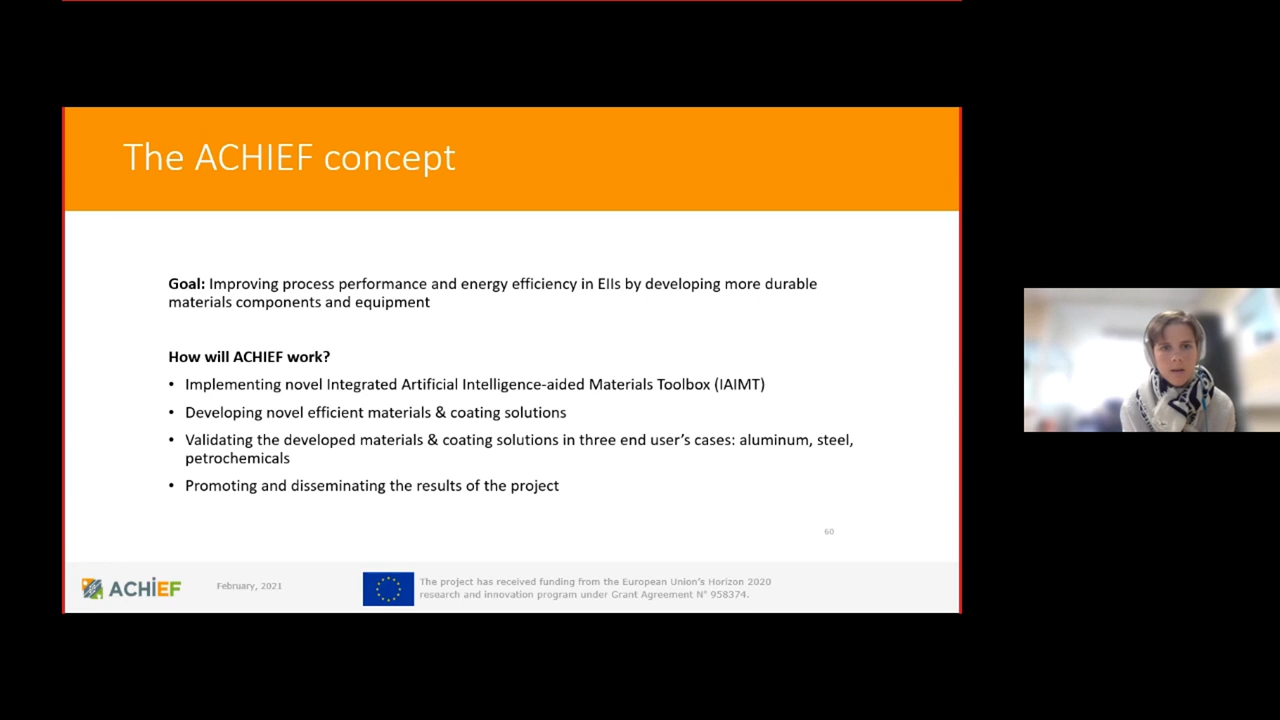 The ACHIEF concept
Goal: Improving process performance and energy efficiency in EIIs by developing more durable
materials components and equipment
How will ACHIEF work?
• Implementing novel Integrated Artificial Intelligence-aided Materials Toolbox (IAIMT)
• Developing novel efficient materials & coating solutions
• Validating the developed materials & coating solutions in three end user's cases: aluminum, steel,
petrochemicals
• Promoting and disseminating the results of the project
60
ACHiEF
February, 2021
The project has received funding from the European Union's Horizon 2020
research and innovation program under Grant Agreement N° 958374.